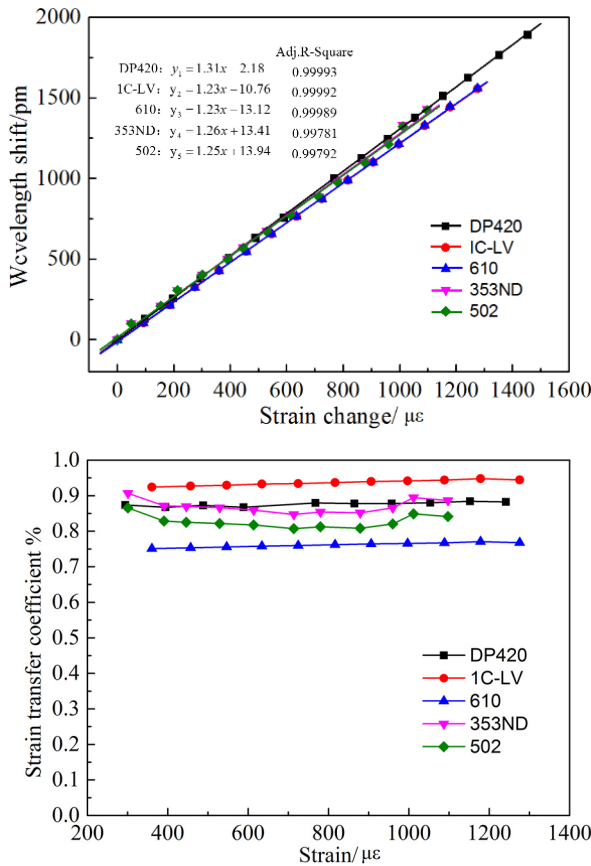 2000
1500
1000
500
0
Wcvelength shift/pm
Adj.R-Square
DP420: y₁=1.31x−2.18 0.99993
1C-LV: y₂=1.23x−10.76 0.99992
610: y₃=1.23x−13.12 0.99989
353ND: y₄=1.26x+13.41 0.99781
502: y₅=1.25x+13.94 0.99792
DP420
IC-LV
610
353ND
502
0 200 400 600 800 1000 1200 1400 1600
Strain change/ με
1.0
0.9
0.8
0.7
0.6
0.5
0.4
0.3
0.2
0.1
0.0
Strain transfer coefficient %
DP420
1C-LV
610
353ND
502
200 400 600 800 1000 1200 1400
Strain/ με